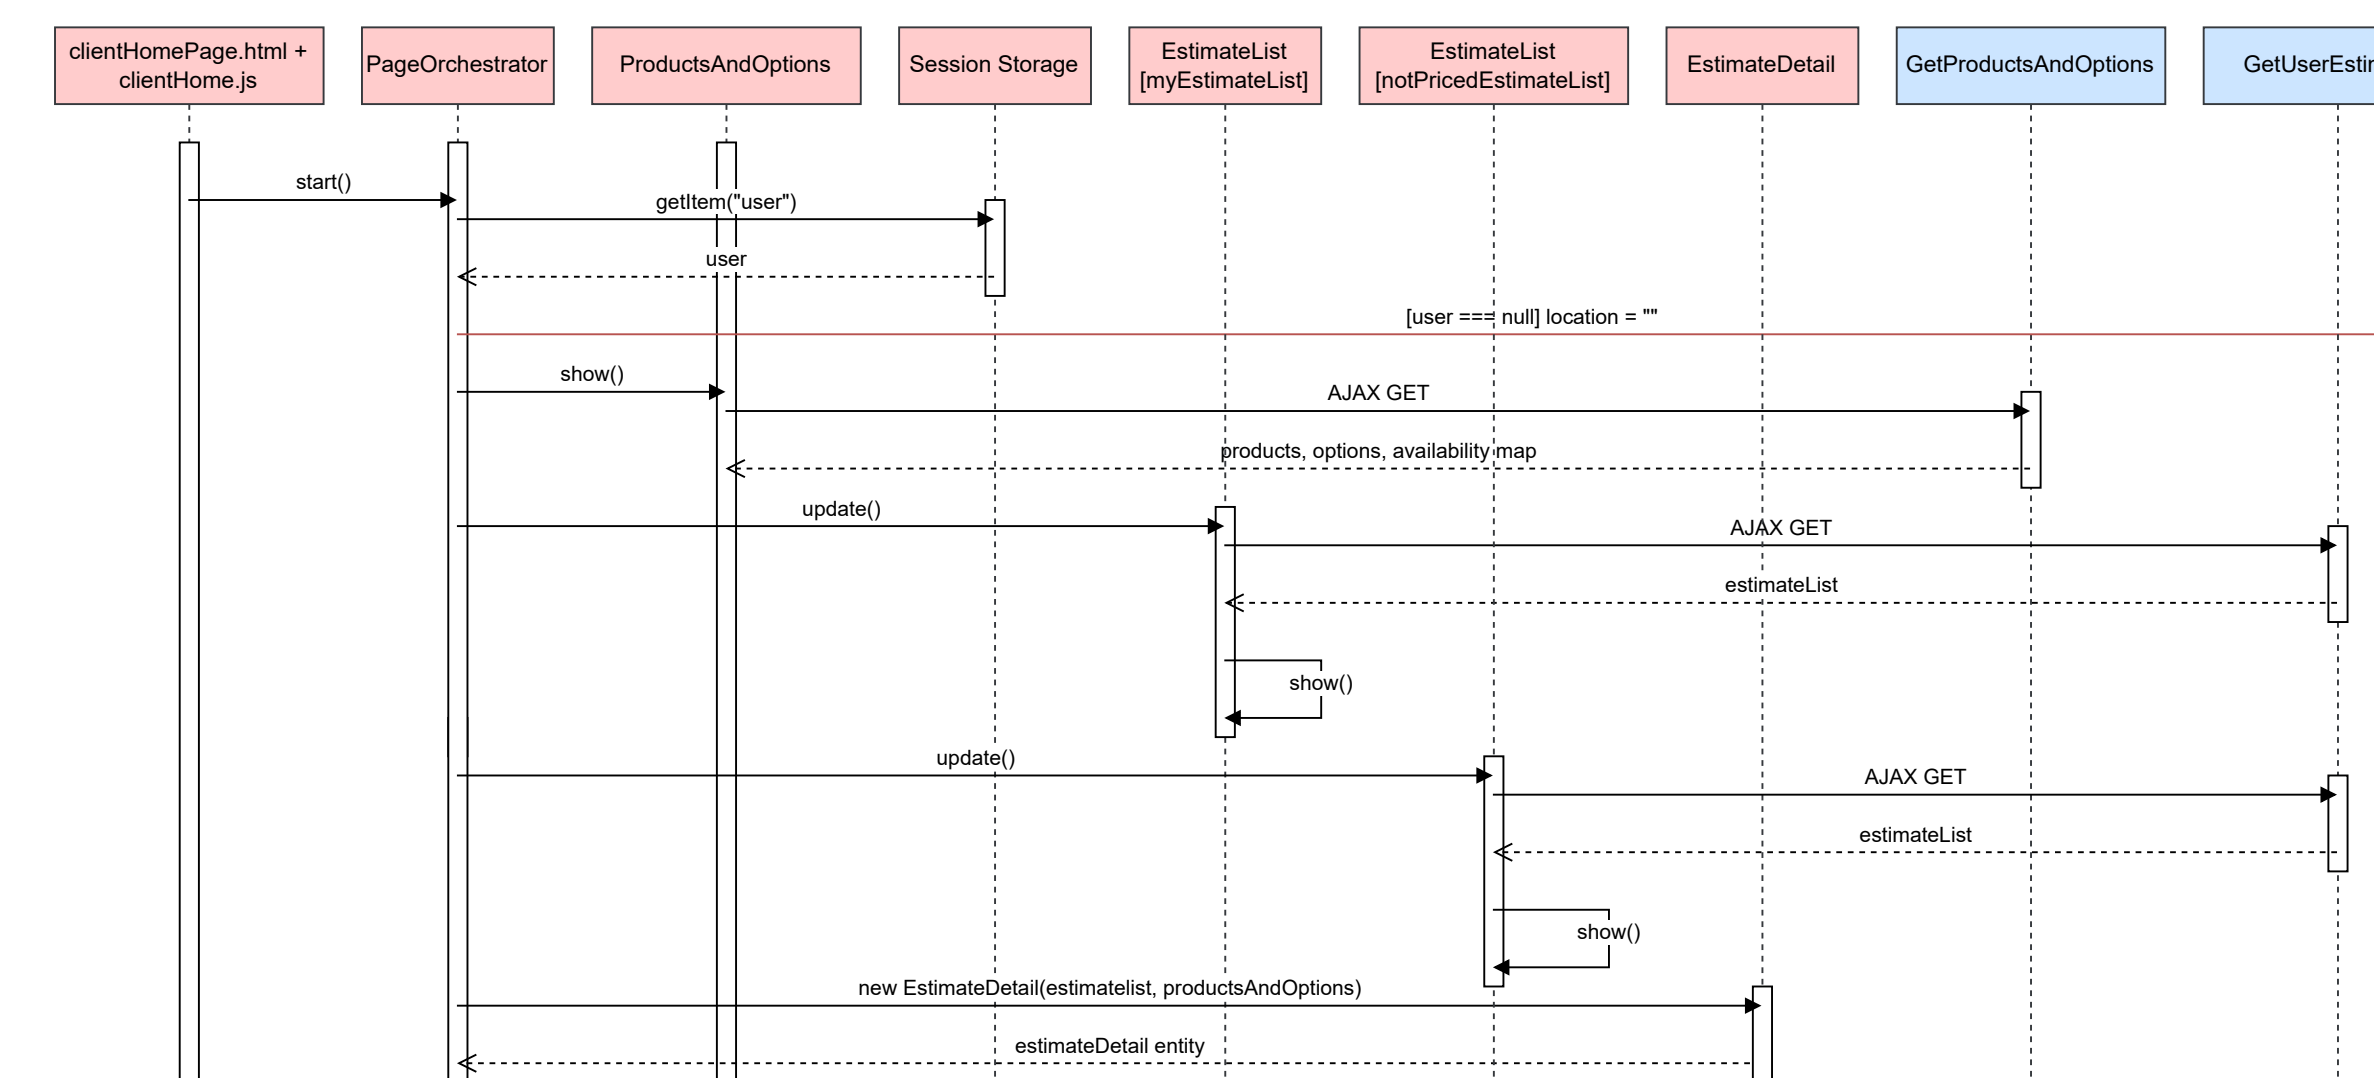 clientHomePage.html +
clientHome.js
PageOrchestrator
ProductsAndOptions
Session Storage
EstimateList
[myEstimateList]
EstimateList
[notPricedEstimateList]
EstimateDetail
GetProductsAndOptions
start()
getItem("user")
user
[user === null] location = ""
show()
AJAX GET
products, options, availability map
update()
AJAX GET
estimateList
show()
update()
AJAX GET
estimateList
show()
new EstimateDetail(estimatelist, productsAndOptions)
estimateDetail entity